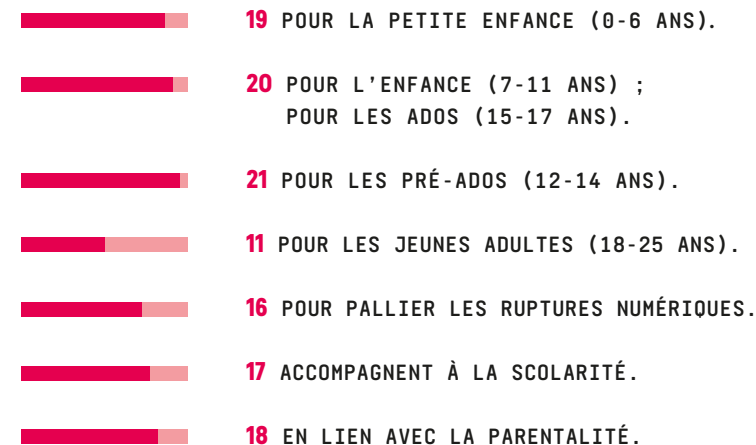 19 POUR LA PETITE ENFANCE (0-6 ANS).
20 POUR L'ENFANCE (7-11 ANS) ;
POUR LES ADOS (15-17 ANS).
21 POUR LES PRÉ-ADOS (12-14 ANS).
11 POUR LES JEUNES ADULTES (18-25 ANS).
16 POUR PALLIER LES RUPTURES NUMÉRIQUES.
17 ACCOMPAGNENT À LA SCOLARITÉ.
18 EN LIEN AVEC LA PARENTALITÉ.